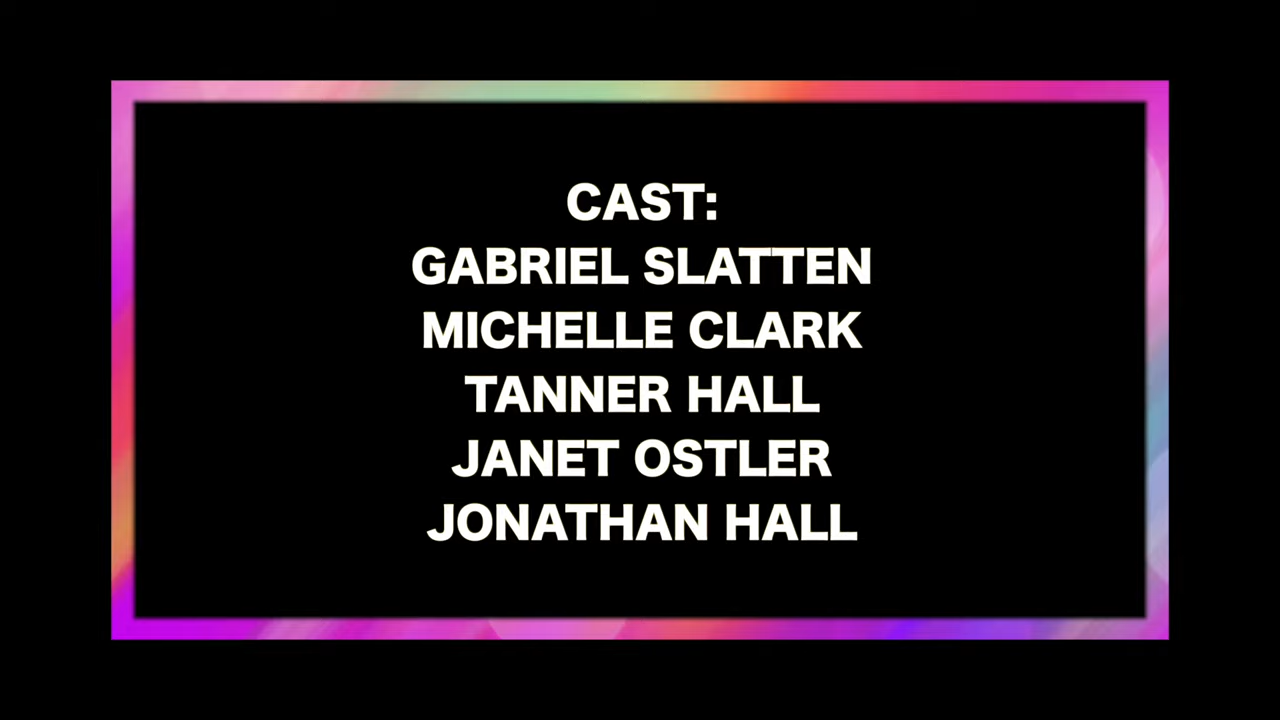 CAST:
GABRIEL SLATTEN
MICHELLE CLARK
TANNER HALL
JANET OSTLER
JONATHAN HALL